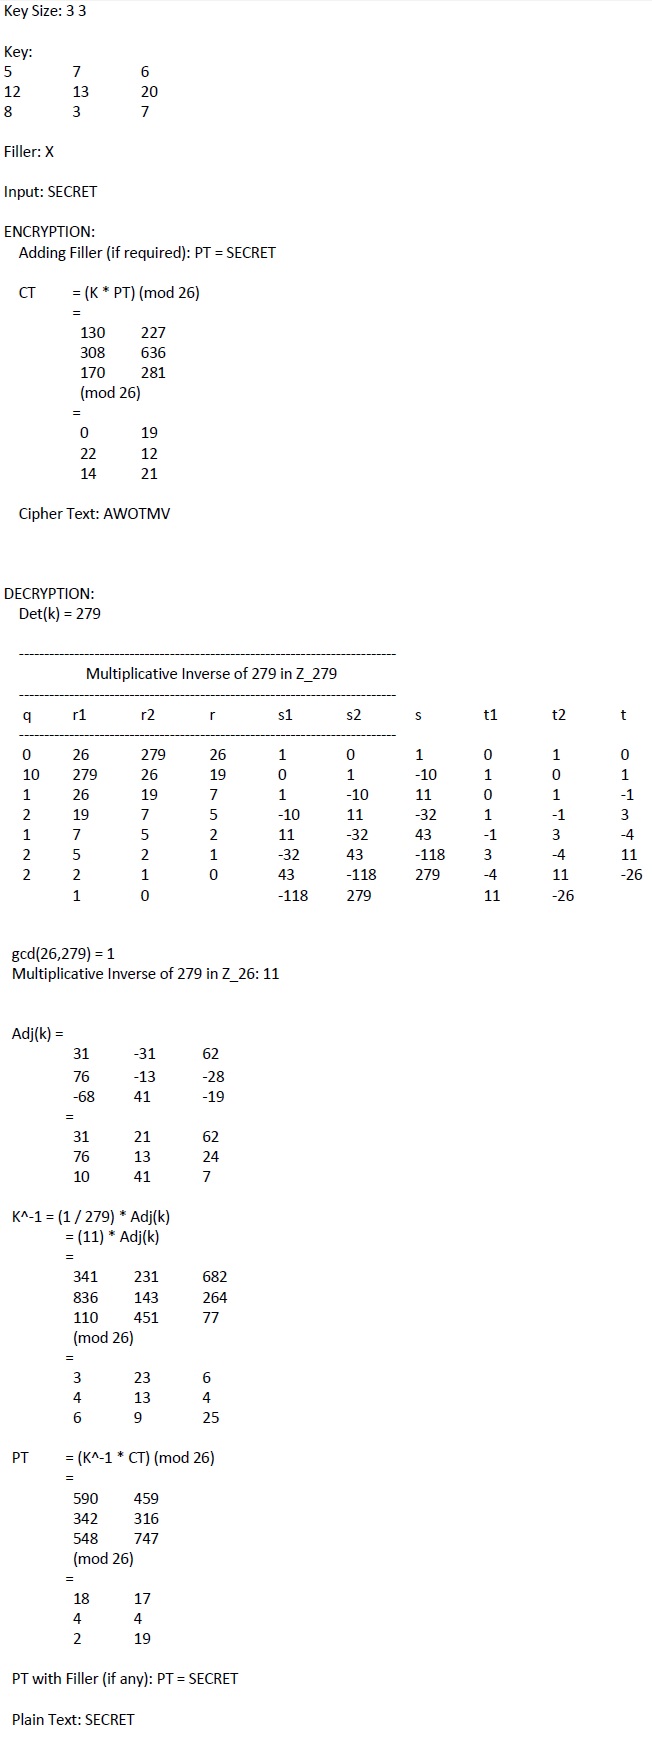 Key Size: 3 3
Key:
5 7 6
12 13 20
8 3 7
Filler: X
Input: SECRET
ENCRYPTION:
Adding Filler (if required): PT = SECRET
CT = (K * PT) (mod 26)
=
130 227
308 636
170 281
(mod 26)
=
0 19
22 12
14 21
Cipher Text: AWOTMV
DECRYPTION:
Det(k) = 279
--------------------------------------------------------------------------
Multiplicative Inverse of 279 in Z_279
--------------------------------------------------------------------------
q r1 r2 r s1 s2 s t1 t2 t
--------------------------------------------------------------------------
0 26 279 26 1 0 1 0 1 0
10 279 26 19 0 1 -10 1 0 1
1 26 19 7 1 -10 11 0 1 -1
2 19 7 5 -10 11 -32 1 -1 3
1 7 5 2 11 -32 43 -1 3 -4
2 5 2 1 -32 43 -118 3 -4 11
2 2 1 0 43 -118 279 -4 11 -26
1 0 -118 279 11 -26
gcd(26,279) = 1
Multiplicative Inverse of 279 in Z_26: 11
Adj(k) =
31 -31 62
76 -13 -28
-68 41 -19
=
31 21 62
76 13 24
10 41 7
K^-1 = (1 / 279) * Adj(k)
= (11) * Adj(k)
=
341 231 682
836 143 264
110 451 77
(mod 26)
=
3 23 6
4 13 4
6 9 25
PT = (K^-1 * CT) (mod 26)
=
590 459
342 316
548 747
(mod 26)
=
18 17
4 4
2 19
PT with Filler (if any): PT = SECRET
Plain Text: SECRET